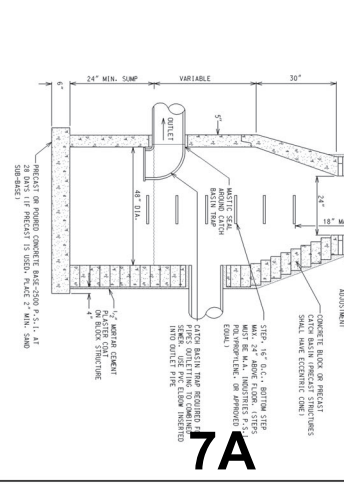 6"
24" MIN. SUMP
VARIABLE
30"
OUTLET
5"
48" DIA.
24"
18" MA
MASTIC SEAL
AROUND CATCH
BASIN TRAP
ADJUSTMENT
CONCRETE BLOCK OR PRECAST
CATCH BASIN (PRECAST STRUCTURES
SHALL HAVE ECCENTRIC CONE)
STEP, 16" O.C., BOTTOM STEP
MAX. 24" ABOVE FLOOR. (STEPS
MUST BE M.A. INDUSTRIES P.S.
POLYPROPYLENE, OR APPROVED
EQUAL)
CATCH BASIN TRAP REQUIRED F
PIPES OUTLETTING TO COMBINED
SEWER. USE PVC ELBOW INSERTED
INTO OUTLET PIPE
½" MORTAR CEMENT
PLASTER COAT
ON BLOCK STRUCTURE
4"
PRECAST OR POURED CONCRETE BASE-2500 P.S.I. AT
28 DAYS (IF PRECAST IS USED, PLACE 2" MIN. SAND
SUB-BASE)
7A